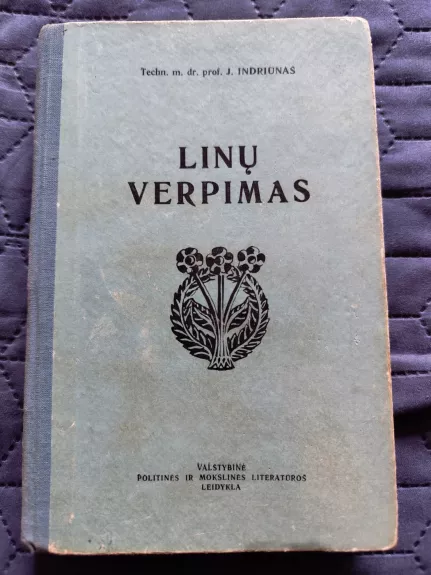 Techn. m. dr. prof. J. INDRIŪNAS
LINŲ
VERPIMAS
VALSTYBINĖ
POLITINĖS IR MOKSLINĖS LITERATŪROS
LEIDYKLA